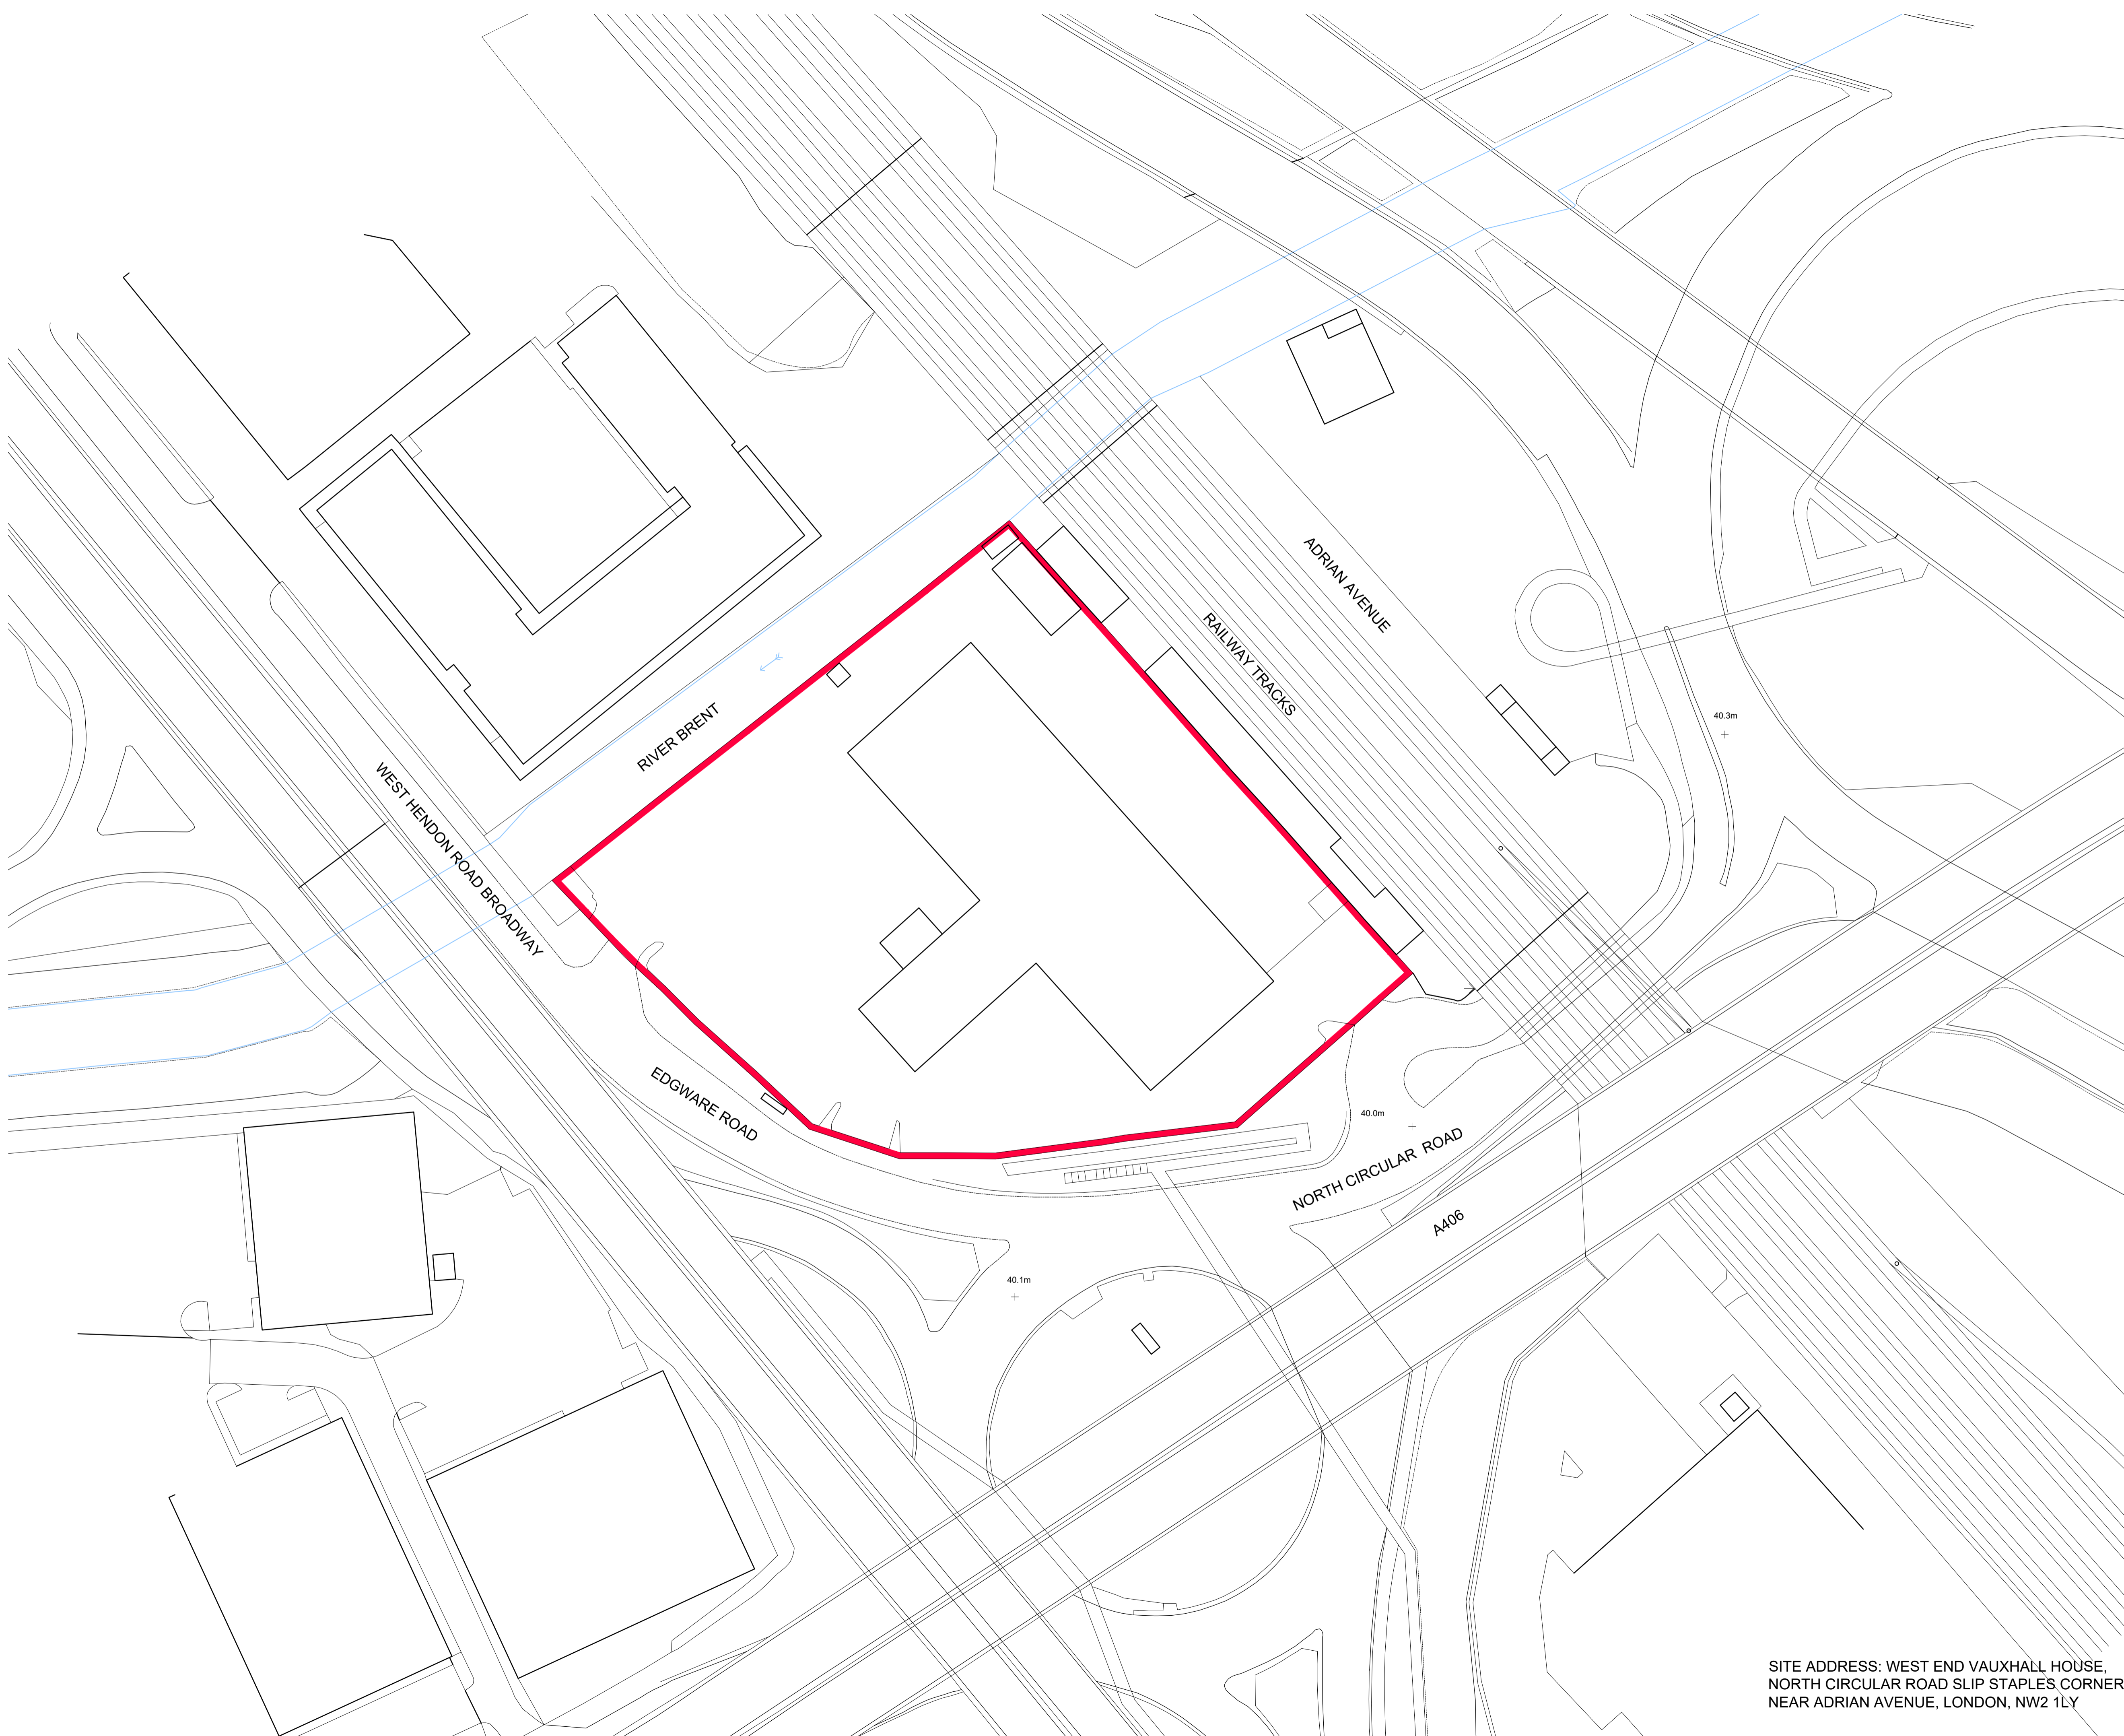 ADRIAN AVENUE
RAILWAY TRACKS
RIVER BRENT
40.3m
WEST HENDON ROAD BROADWAY
EDGWARE ROAD
40.0m
NORTH CIRCULAR ROAD
A406
40.1m
SITE ADDRESS: WEST END VAUXHALL HOUSE,
NORTH CIRCULAR ROAD SLIP STAPLES CORNER
NEAR ADRIAN AVENUE, LONDON, NW2 1LY